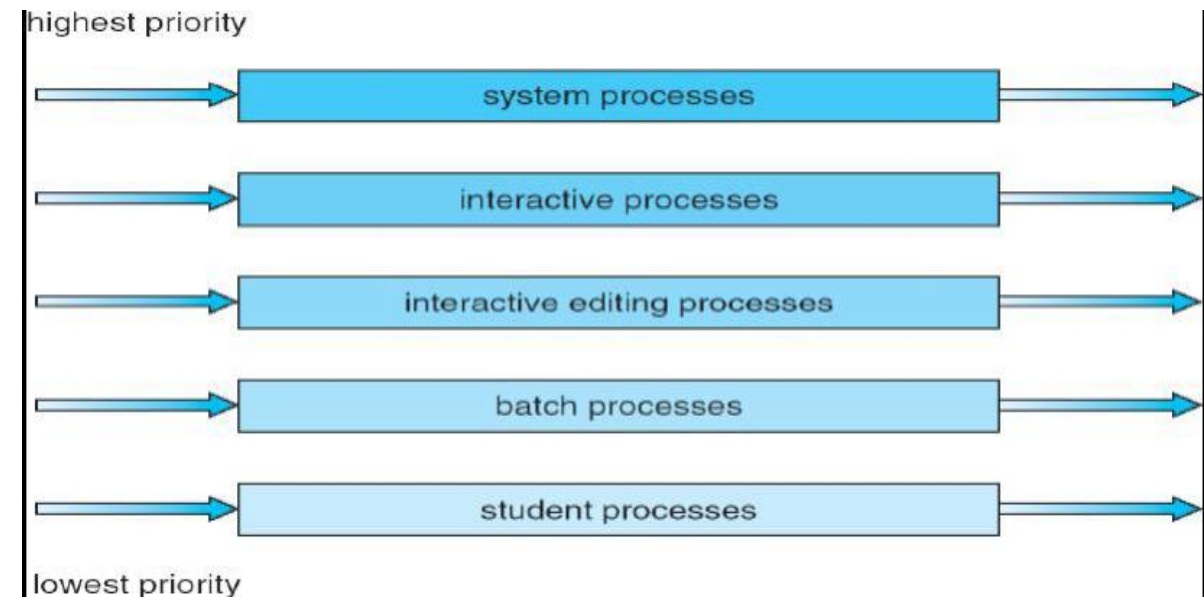 highest priority
system processes
interactive processes
interactive editing processes
batch processes
student processes
lowest priority